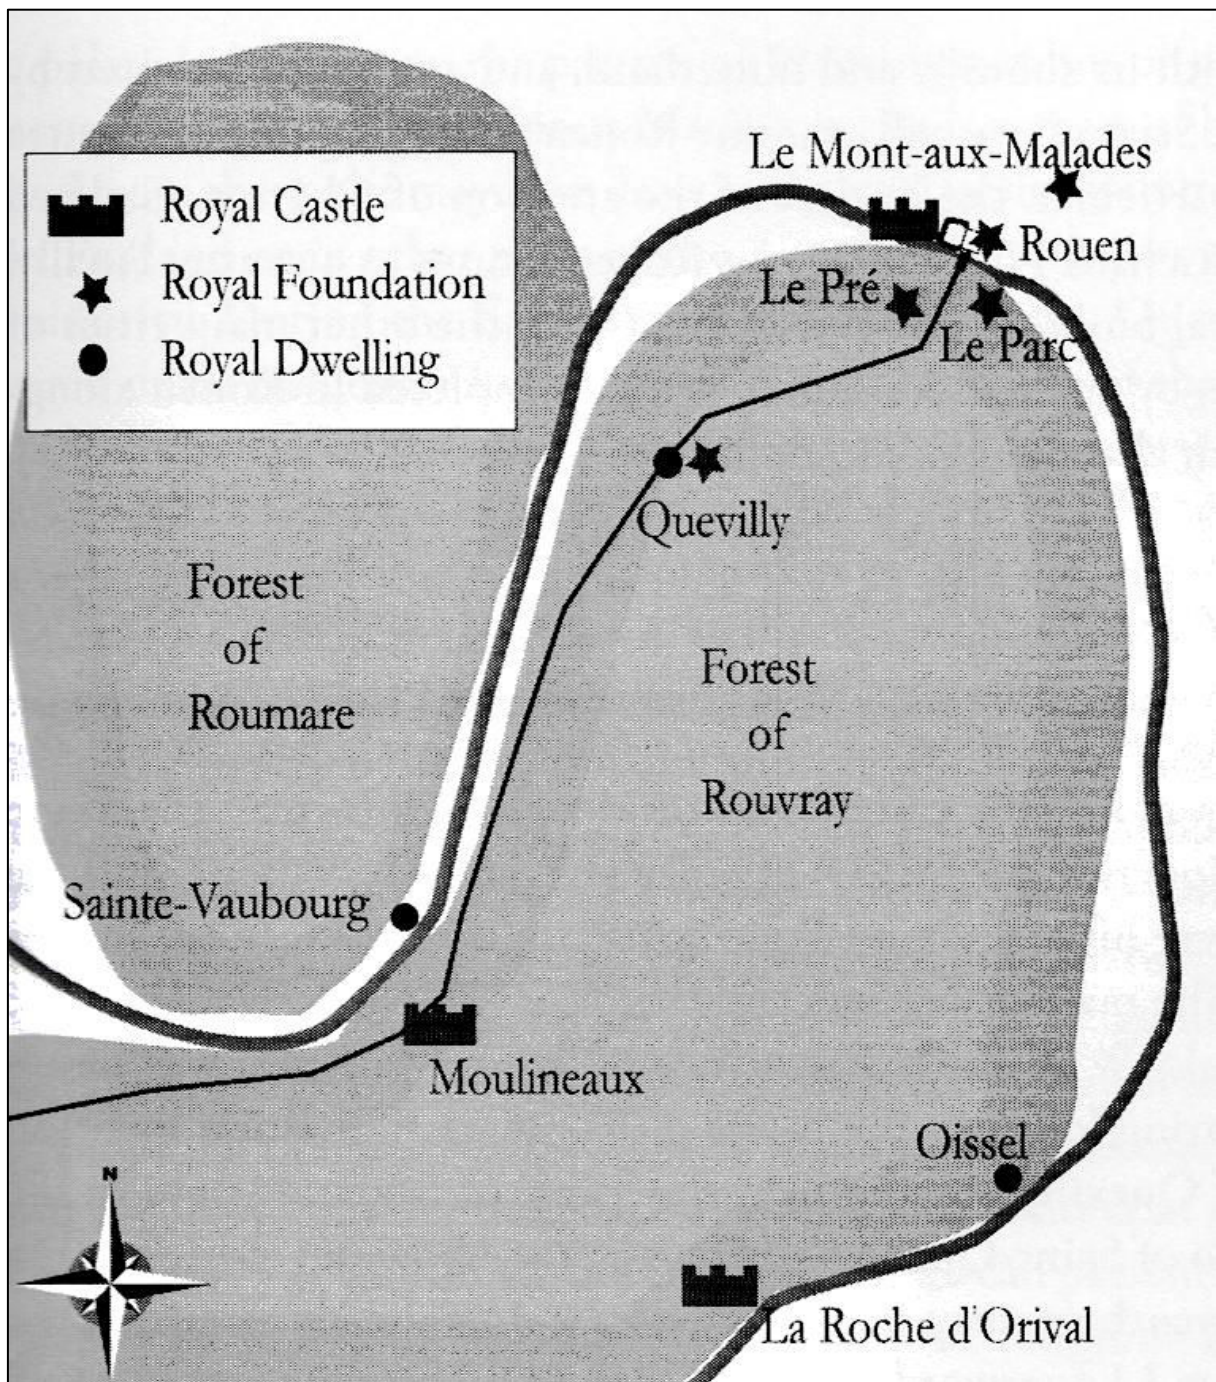 Le Mont-aux-Malades
Royal Castle
Royal Foundation
Royal Dwelling
Rouen
Le Pré
Le Parc
Quevilly
Forest
of
Roumare
Forest
of
Rouvray
Sainte-Vaubourg
Moulineaux
Oissel
N
La Roche d'Orival